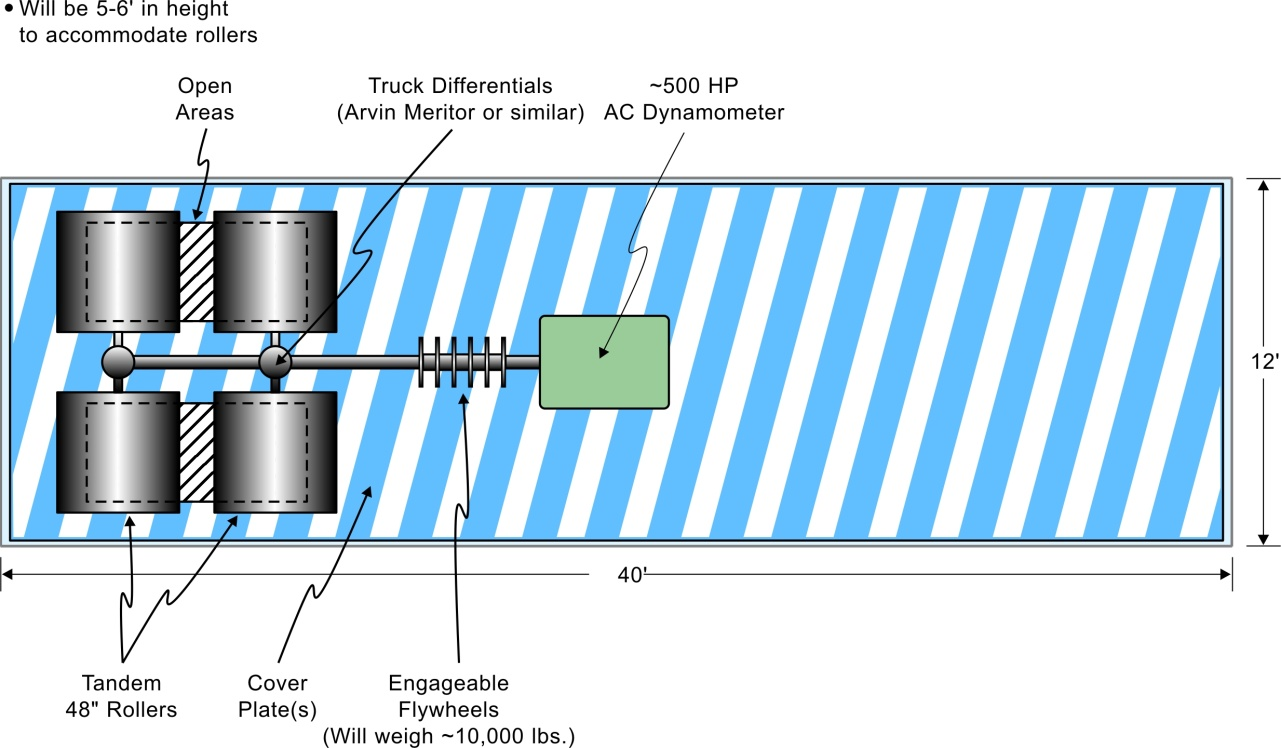 • Will be 5-6' in height
to accommodate rollers
Open
Areas
Truck Differentials
(Arvin Meritor or similar)
~500 HP
AC Dynamometer
12'
40'
Tandem
48" Rollers
Cover
Plate(s)
Engageable
Flywheels
(Will weigh ~10,000 lbs.)